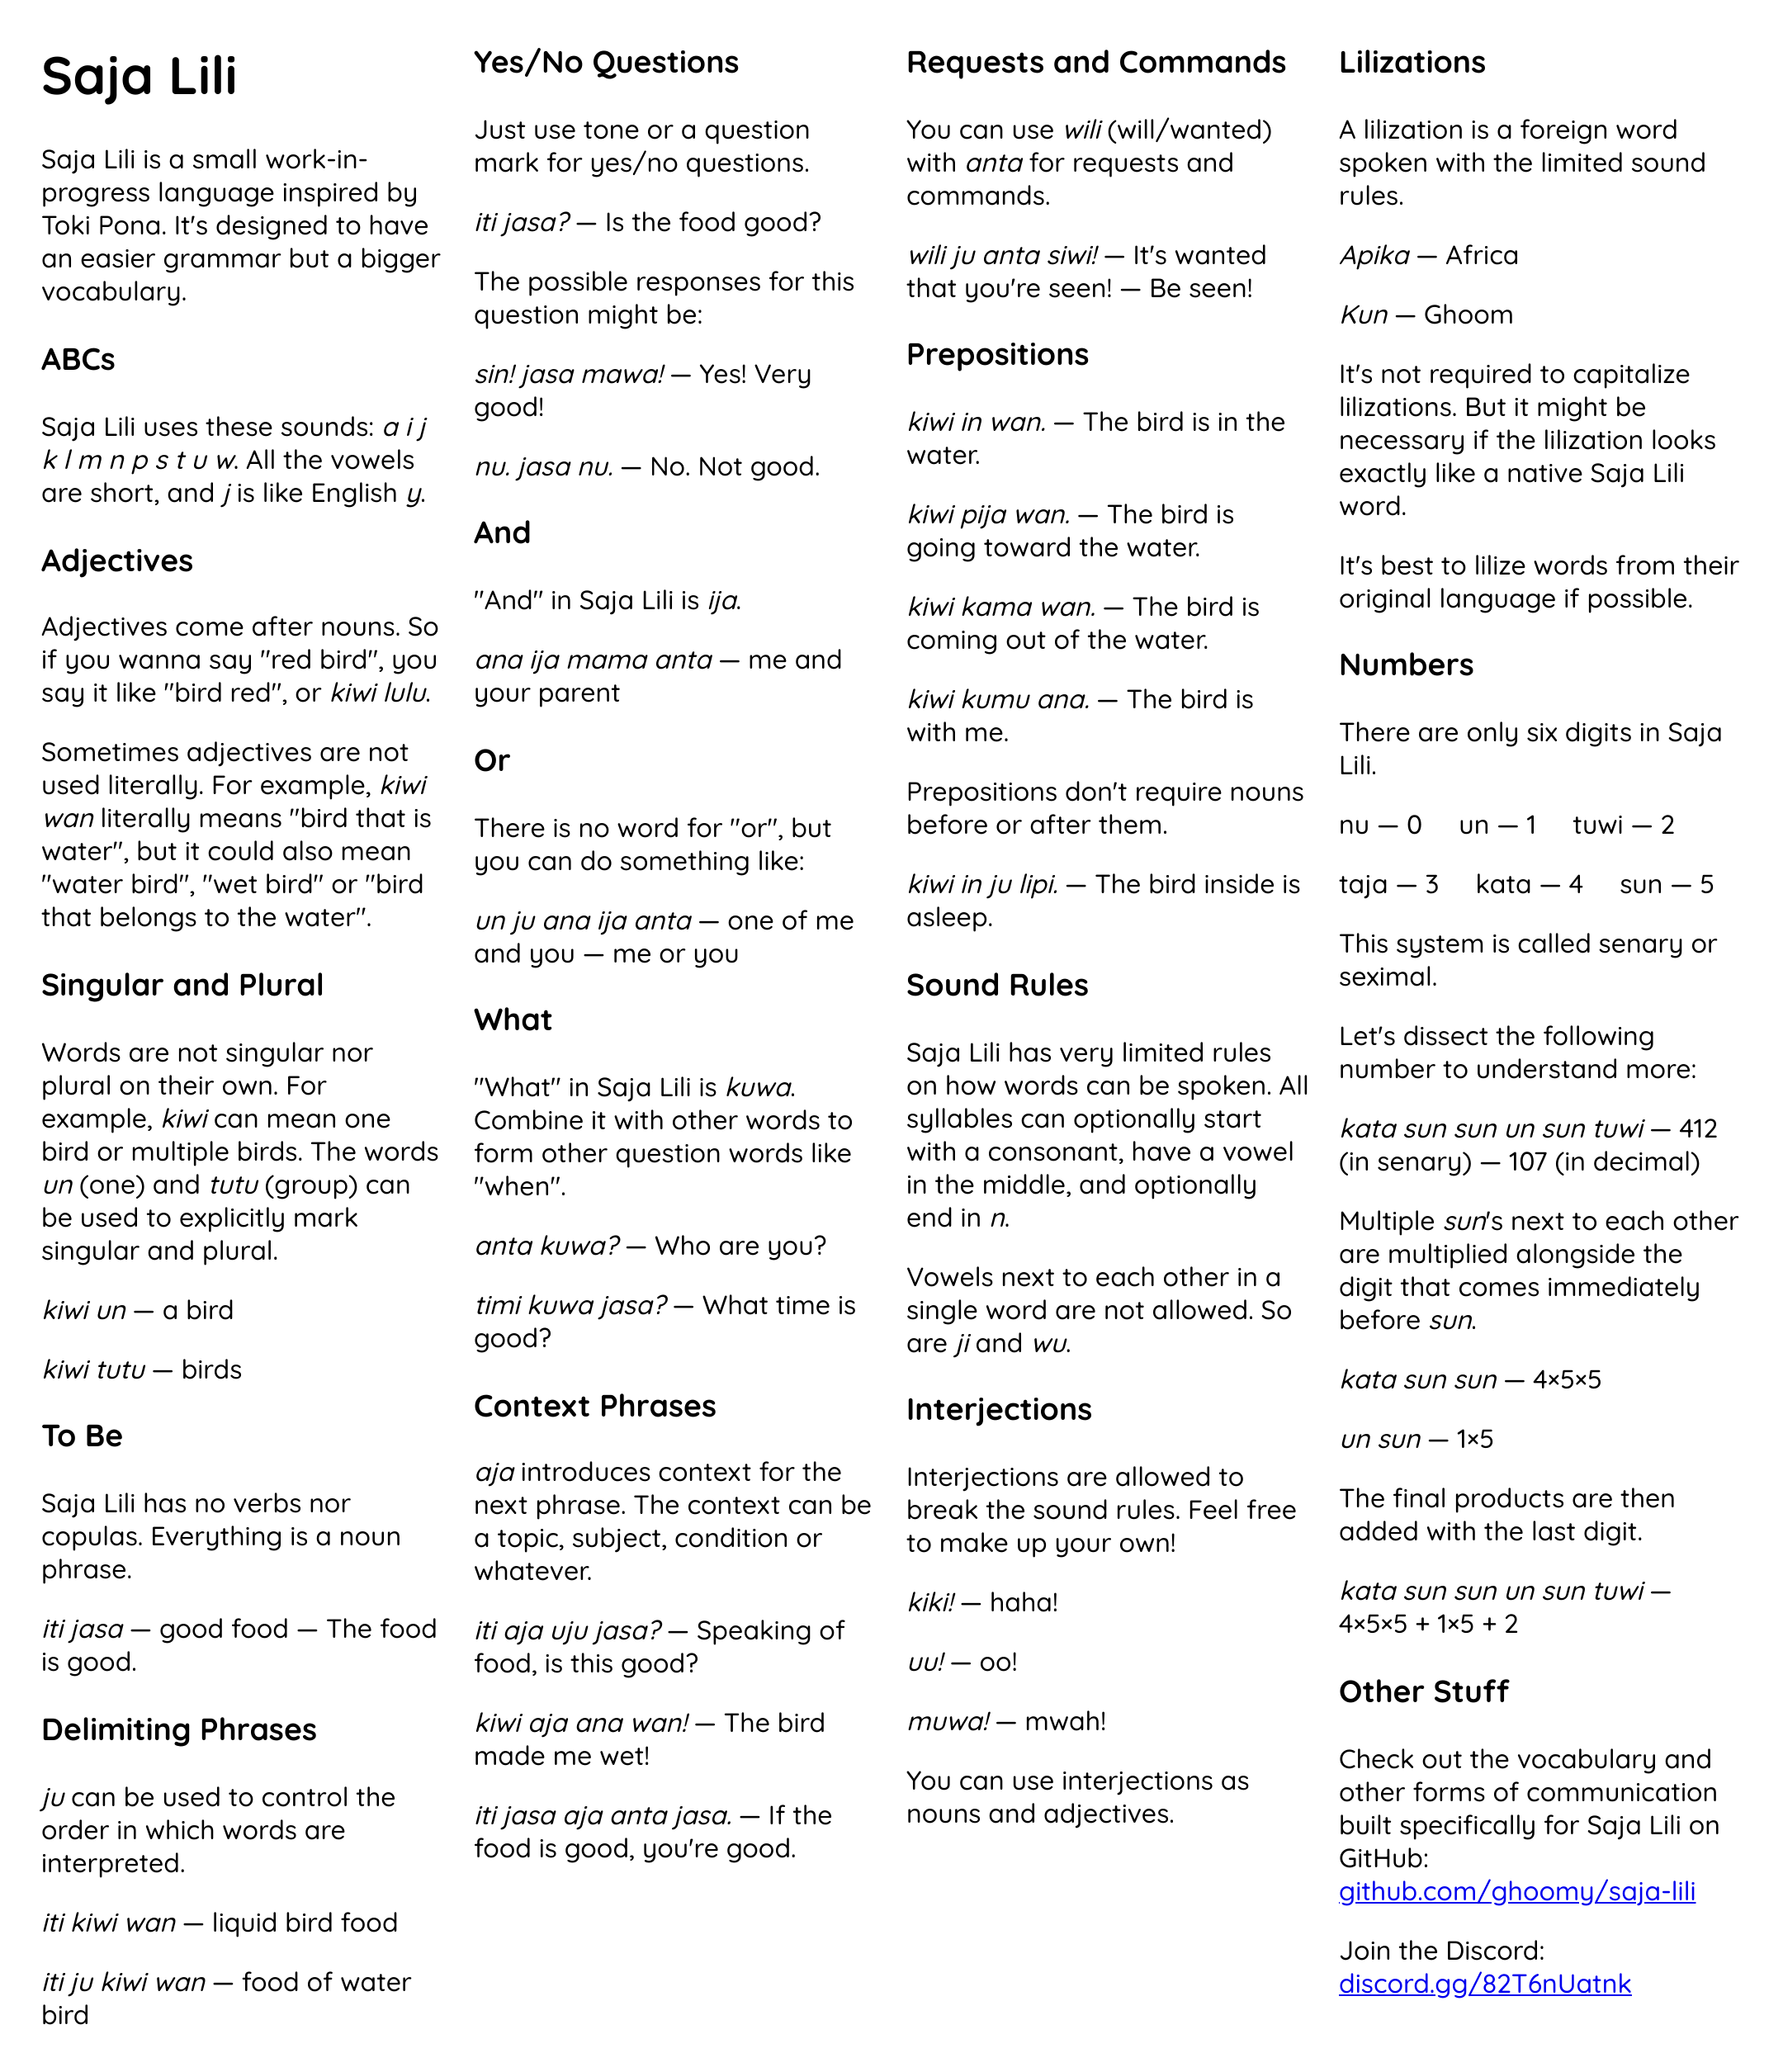 Saja Lili
Saja Lili is a small work-in-
progress language inspired by
Toki Pona. It's designed to have
an easier grammar but a bigger
vocabulary.
ABCs
Saja Lili uses these sounds: a i j
k l m n p s t u w. All the vowels
are short, and j is like English y.
Adjectives
Adjectives come after nouns. So
if you wanna say "red bird", you
say it like "bird red", or kiwi lulu.
Sometimes adjectives are not
used literally. For example, kiwi
wan literally means "bird that is
water", but it could also mean
"water bird", "wet bird" or "bird
that belongs to the water".
Singular and Plural
Words are not singular nor
plural on their own. For
example, kiwi can mean one
bird or multiple birds. The words
un (one) and tutu (group) can
be used to explicitly mark
singular and plural.
kiwi un — a bird
kiwi tutu — birds
To Be
Saja Lili has no verbs nor
copulas. Everything is a noun
phrase.
iti jasa — good food — The food
is good.
Delimiting Phrases
ju can be used to control the
order in which words are
interpreted.
iti kiwi wan — liquid bird food
iti ju kiwi wan — food of water
bird
Yes/No Questions
Just use tone or a question
mark for yes/no questions.
iti jasa? — Is the food good?
The possible responses for this
question might be:
sin! jasa mawa! — Yes! Very
good!
nu. jasa nu. — No. Not good.
And
"And" in Saja Lili is ija.
ana ija mama anta — me and
your parent
Or
There is no word for "or", but
you can do something like:
un ju ana ija anta — one of me
and you — me or you
What
"What" in Saja Lili is kuwa.
Combine it with other words to
form other question words like
"when".
anta kuwa? — Who are you?
timi kuwa jasa? — What time is
good?
Context Phrases
aja introduces context for the
next phrase. The context can be
a topic, subject, condition or
whatever.
iti aja uju jasa? — Speaking of
food, is this good?
kiwi aja ana wan! — The bird
made me wet!
iti jasa aja anta jasa. — If the
food is good, you're good.
Requests and Commands
You can use wili (will/wanted)
with anta for requests and
commands.
wili ju anta siwi! — It's wanted
that you're seen! — Be seen!
Prepositions
kiwi in wan. — The bird is in the
water.
kiwi pija wan. — The bird is
going toward the water.
kiwi kama wan. — The bird is
coming out of the water.
kiwi kumu ana. — The bird is
with me.
Prepositions don't require nouns
before or after them.
kiwi in ju lipi. — The bird inside is
asleep.
Sound Rules
Saja Lili has very limited rules
on how words can be spoken. All
syllables can optionally start
with a consonant, have a vowel
in the middle, and optionally
end in n.
Vowels next to each other in a
single word are not allowed. So
are ji and wu.
Interjections
Interjections are allowed to
break the sound rules. Feel free
to make up your own!
kiki! — haha!
uu! — oo!
muwa! — mwah!
You can use interjections as
nouns and adjectives.
Lilizations
A lilization is a foreign word
spoken with the limited sound
rules.
Apika — Africa
Kun — Ghoom
It's not required to capitalize
lilizations. But it might be
necessary if the lilization looks
exactly like a native Saja Lili
word.
It's best to lilize words from their
original language if possible.
Numbers
There are only six digits in Saja
Lili.
nu — 0 un — 1 tuwi — 2
taja — 3 kata — 4 sun — 5
This system is called senary or
seximal.
Let's dissect the following
number to understand more:
kata sun sun un sun tuwi — 412
(in senary) — 107 (in decimal)
Multiple sun's next to each other
are multiplied alongside the
digit that comes immediately
before sun.
kata sun sun — 4×5×5
un sun — 1×5
The final products are then
added with the last digit.
kata sun sun un sun tuwi —
4×5×5 + 1×5 + 2
Other Stuff
Check out the vocabulary and
other forms of communication
built specifically for Saja Lili on
GitHub:
github.com/ghoomy/saja-lili
Join the Discord:
discord.gg/82T6nUatnk